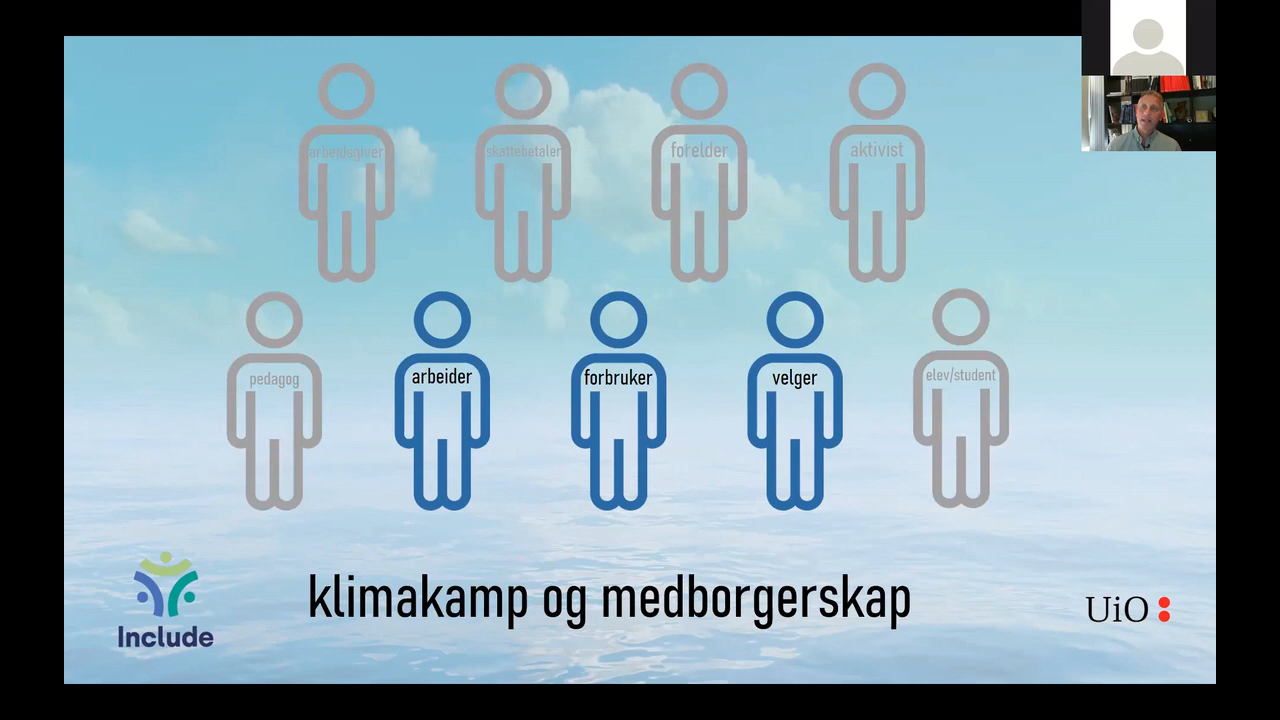 arbeidsgiver
skattebetaler
forelder
aktivist
pedagog
arbeider
forbruker
velger
elev/student
klimakamp og medborgerskap
Include
UiO